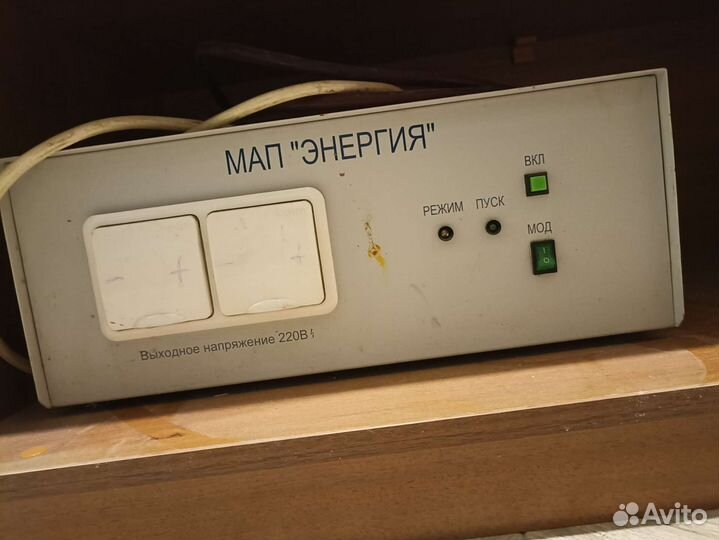 МАП "ЭНЕРГИЯ"
ВКЛ
РЕЖИМ ПУСК
МОД
- + - +
Выходное напряжение 220В
Avito